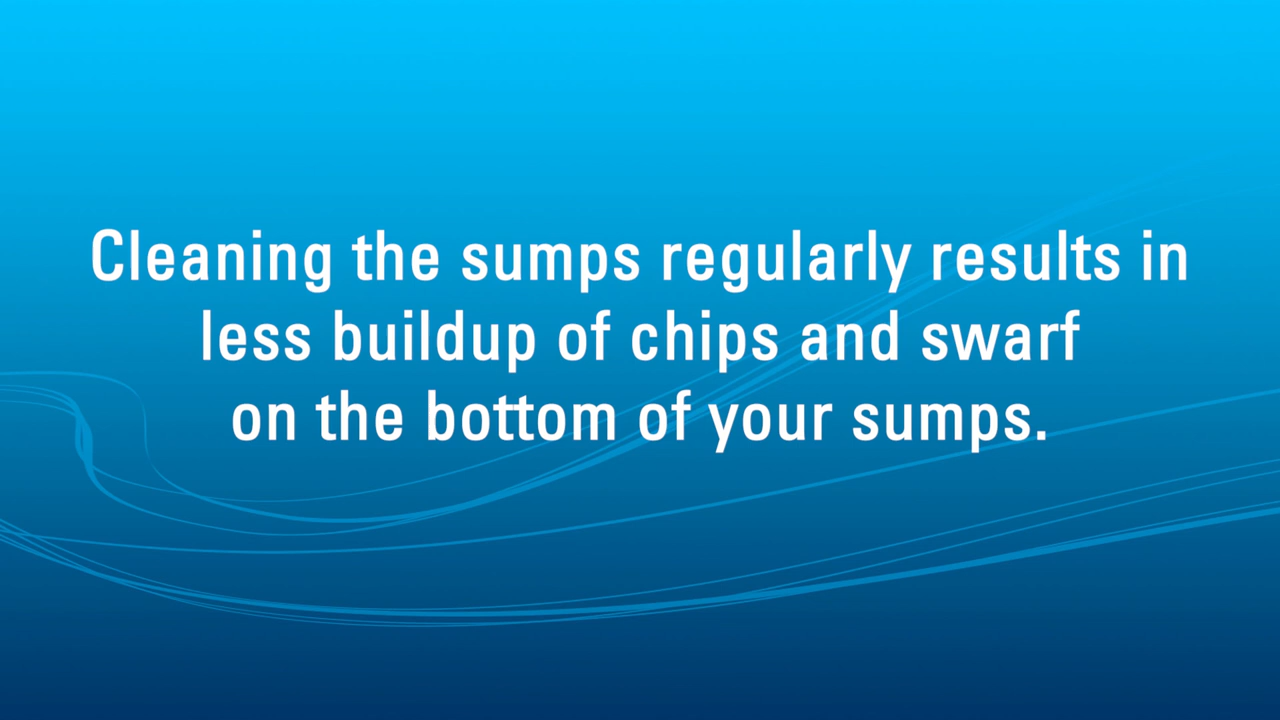 Cleaning the sumps regularly results in
less buildup of chips and swarf
on the bottom of your sumps.